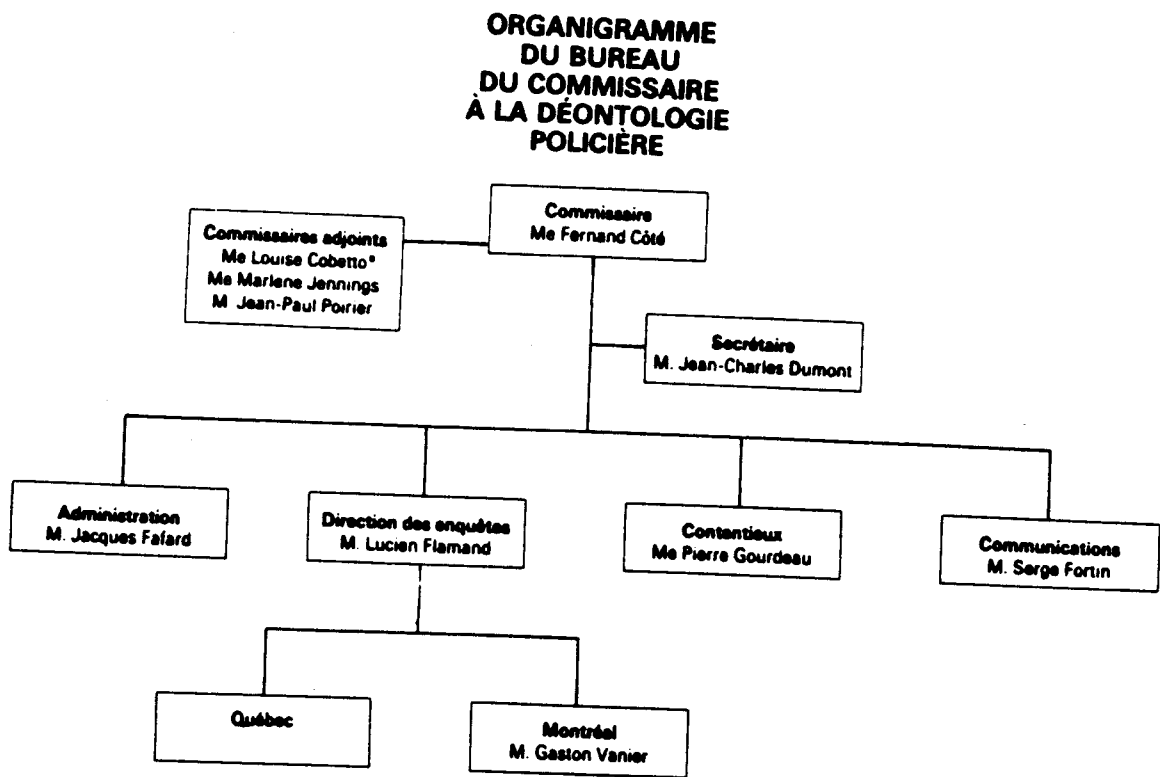 ORGANIGRAMME
DU BUREAU
DU COMMISSAIRE
À LA DÉONTOLOGIE
POLICIÈRE
Commissaire
Me Fernand Côté
Commissaires adjoints
Me Louise Cobetto*
Me Marlene Jennings
M. Jean-Paul Poirier
Secrétaire
M. Jean-Charles Dumont
Administration
M. Jacques Fafard
Direction des enquêtes
M. Lucien Flamand
Contentieux
Me Pierre Gourdeau
Communications
M. Serge Fortin
Québec
Montréal
M. Gaston Vanier